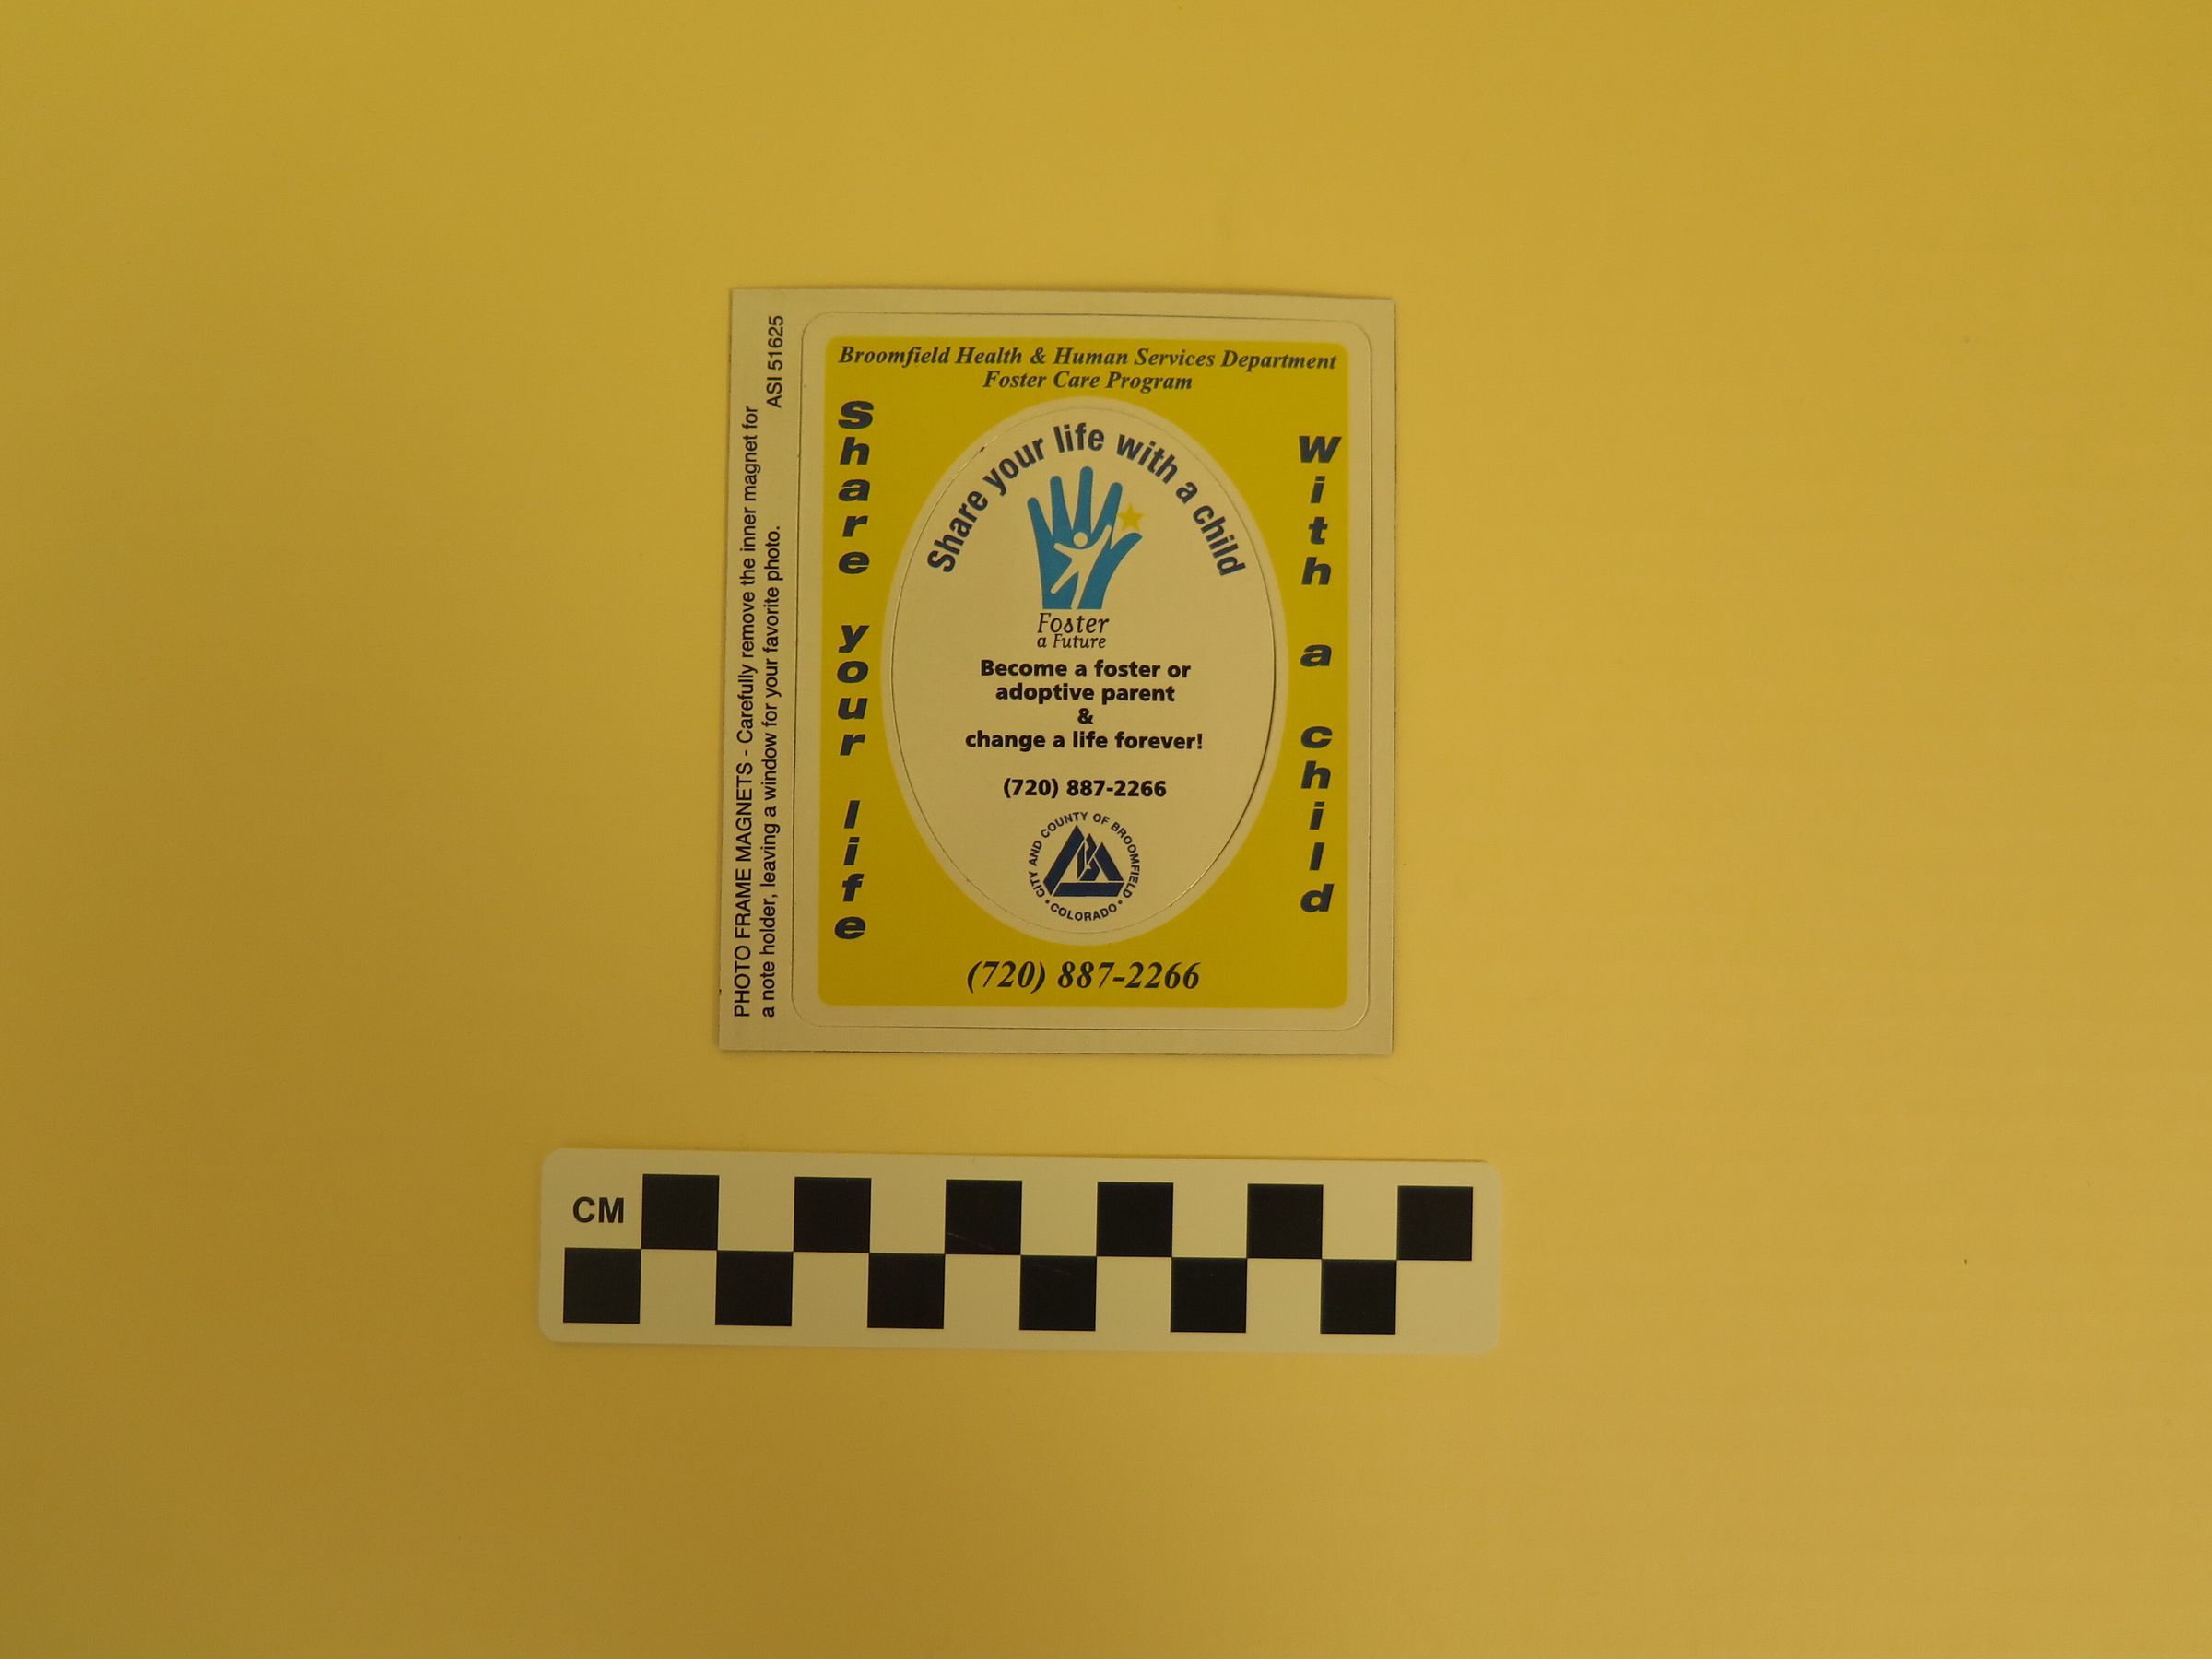 PHOTO FRAME MAGNETS - Carefully remove the inner magnet for
a note holder, leaving a window for your favorite photo.
ASI 51625
Broomfield Health & Human Services Department
Foster Care Program
Share your life
With a child
Share your life with a child
Foster
a Future
Become a foster or
adoptive parent
&
change a life forever!
(720) 887-2266
CITY AND COUNTY OF BROOMFIELD
• COLORADO •
(720) 887-2266
CM